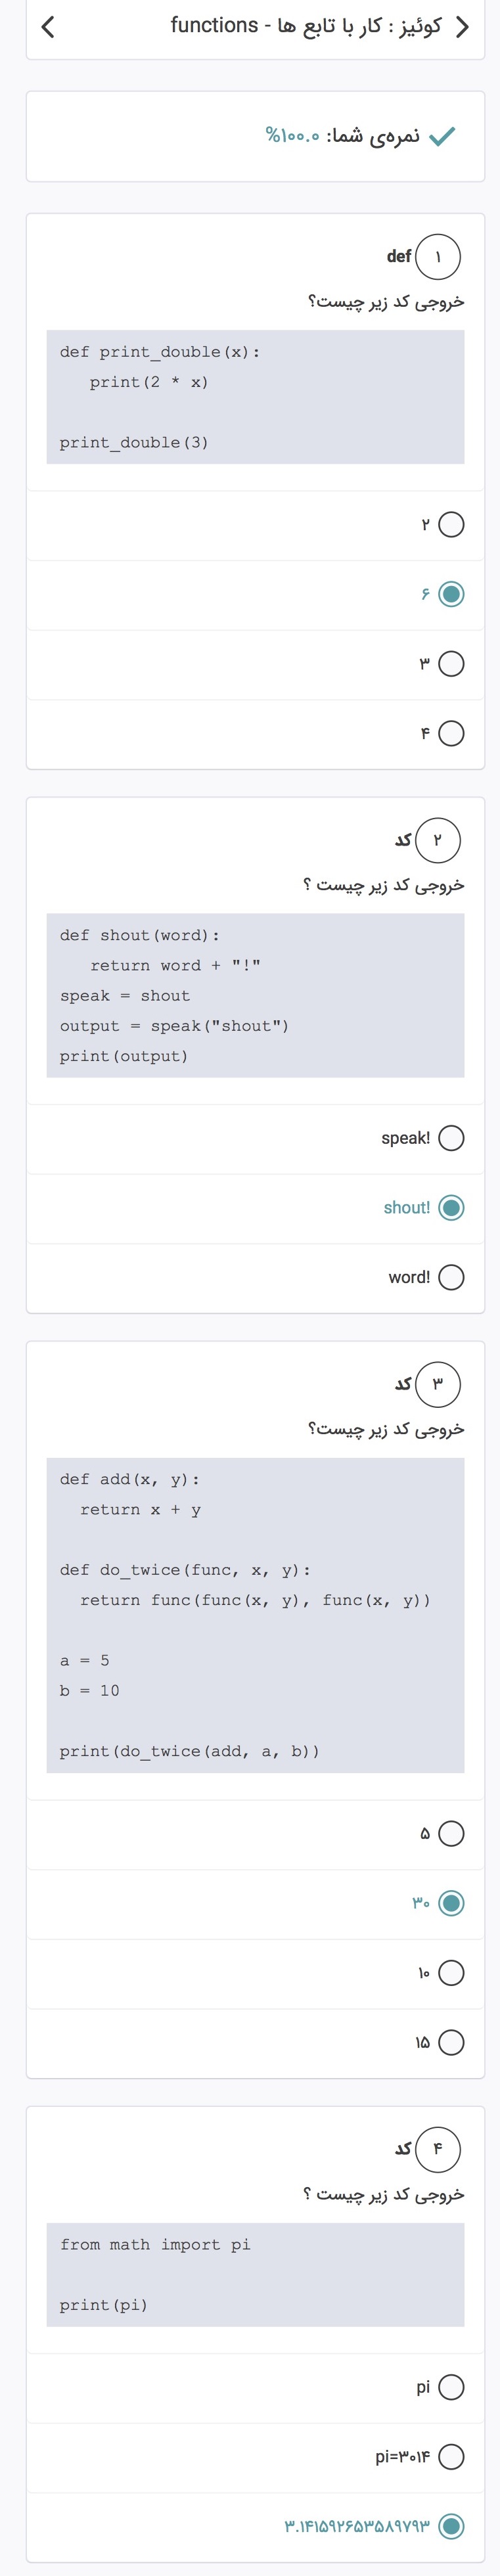 کوئیز : کار با تابع ها - functions
نمره‌ی شما: ۱۰۰.۰%
۱ def
خروجی کد زیر چیست؟
def print_double(x):
   print(2 * x)
print_double(3)
۲
۶
۳
۴
۲ کد
خروجی کد زیر چیست ؟
def shout(word):
   return word + "!"
speak = shout
output = speak("shout")
print(output)
speak!
shout!
word!
۳ کد
خروجی کد زیر چیست؟
def add(x, y):
  return x + y
def do_twice(func, x, y):
  return func(func(x, y), func(x, y))
a = 5
b = 10
print(do_twice(add, a, b))
۵
۳۰
۱۰
۱۵
۴ کد
خروجی کد زیر چیست ؟
from math import pi
print(pi)
pi
pi=۳۰۱۴
۳.۱۴۱۵۹۲۶۵۳۵۸۹۷۹۳